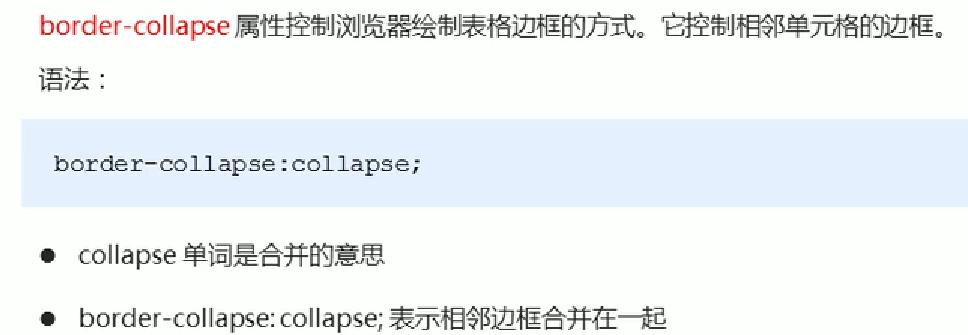 border-collapse 属性控制浏览器绘制表格边框的方式。它控制相邻单元格的边框。
语法：
border-collapse:collapse;
● collapse 单词是合并的意思
● border-collapse: collapse; 表示相邻边框合并在一起